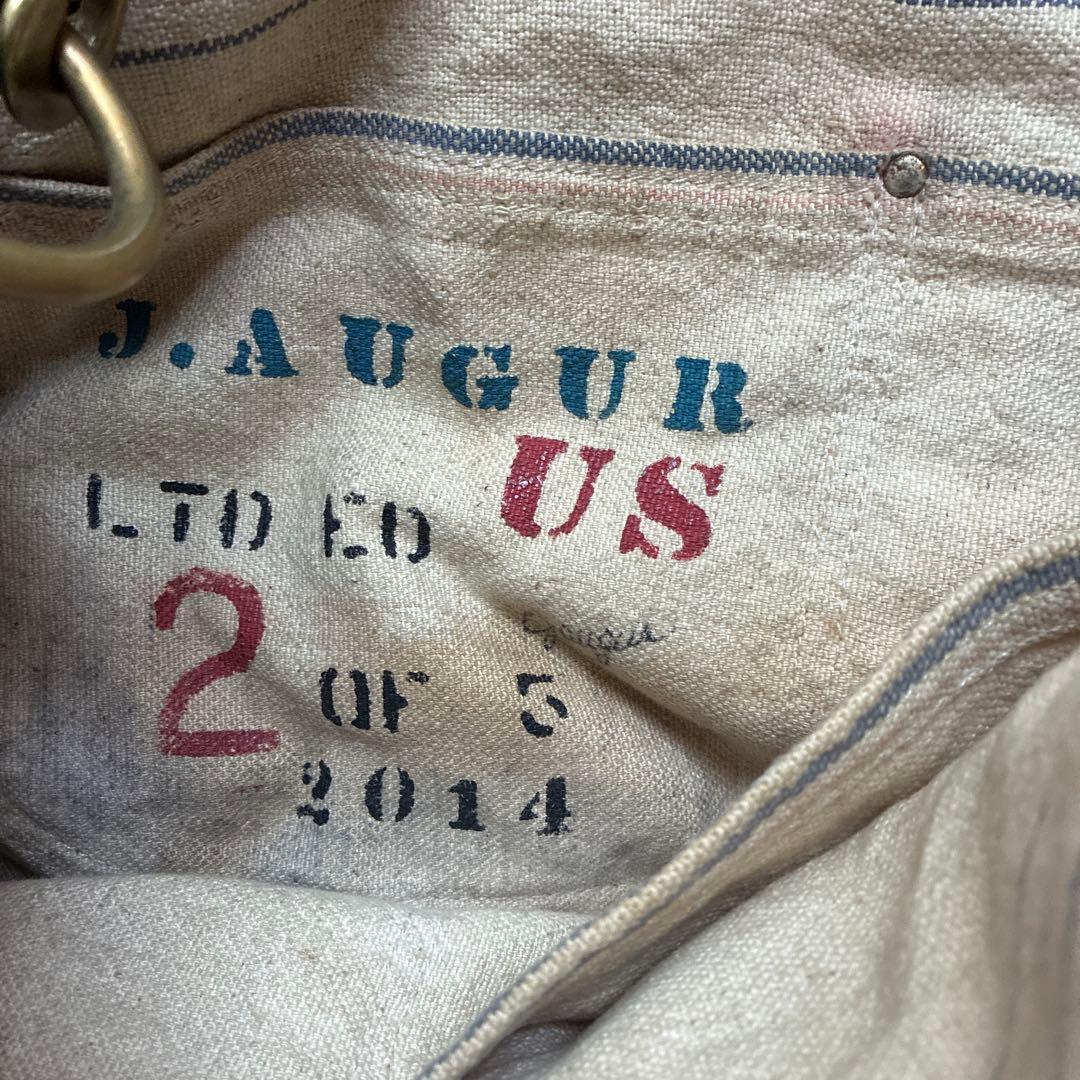 J.AUGUR
US
LTD ED
2 OF 5
2014